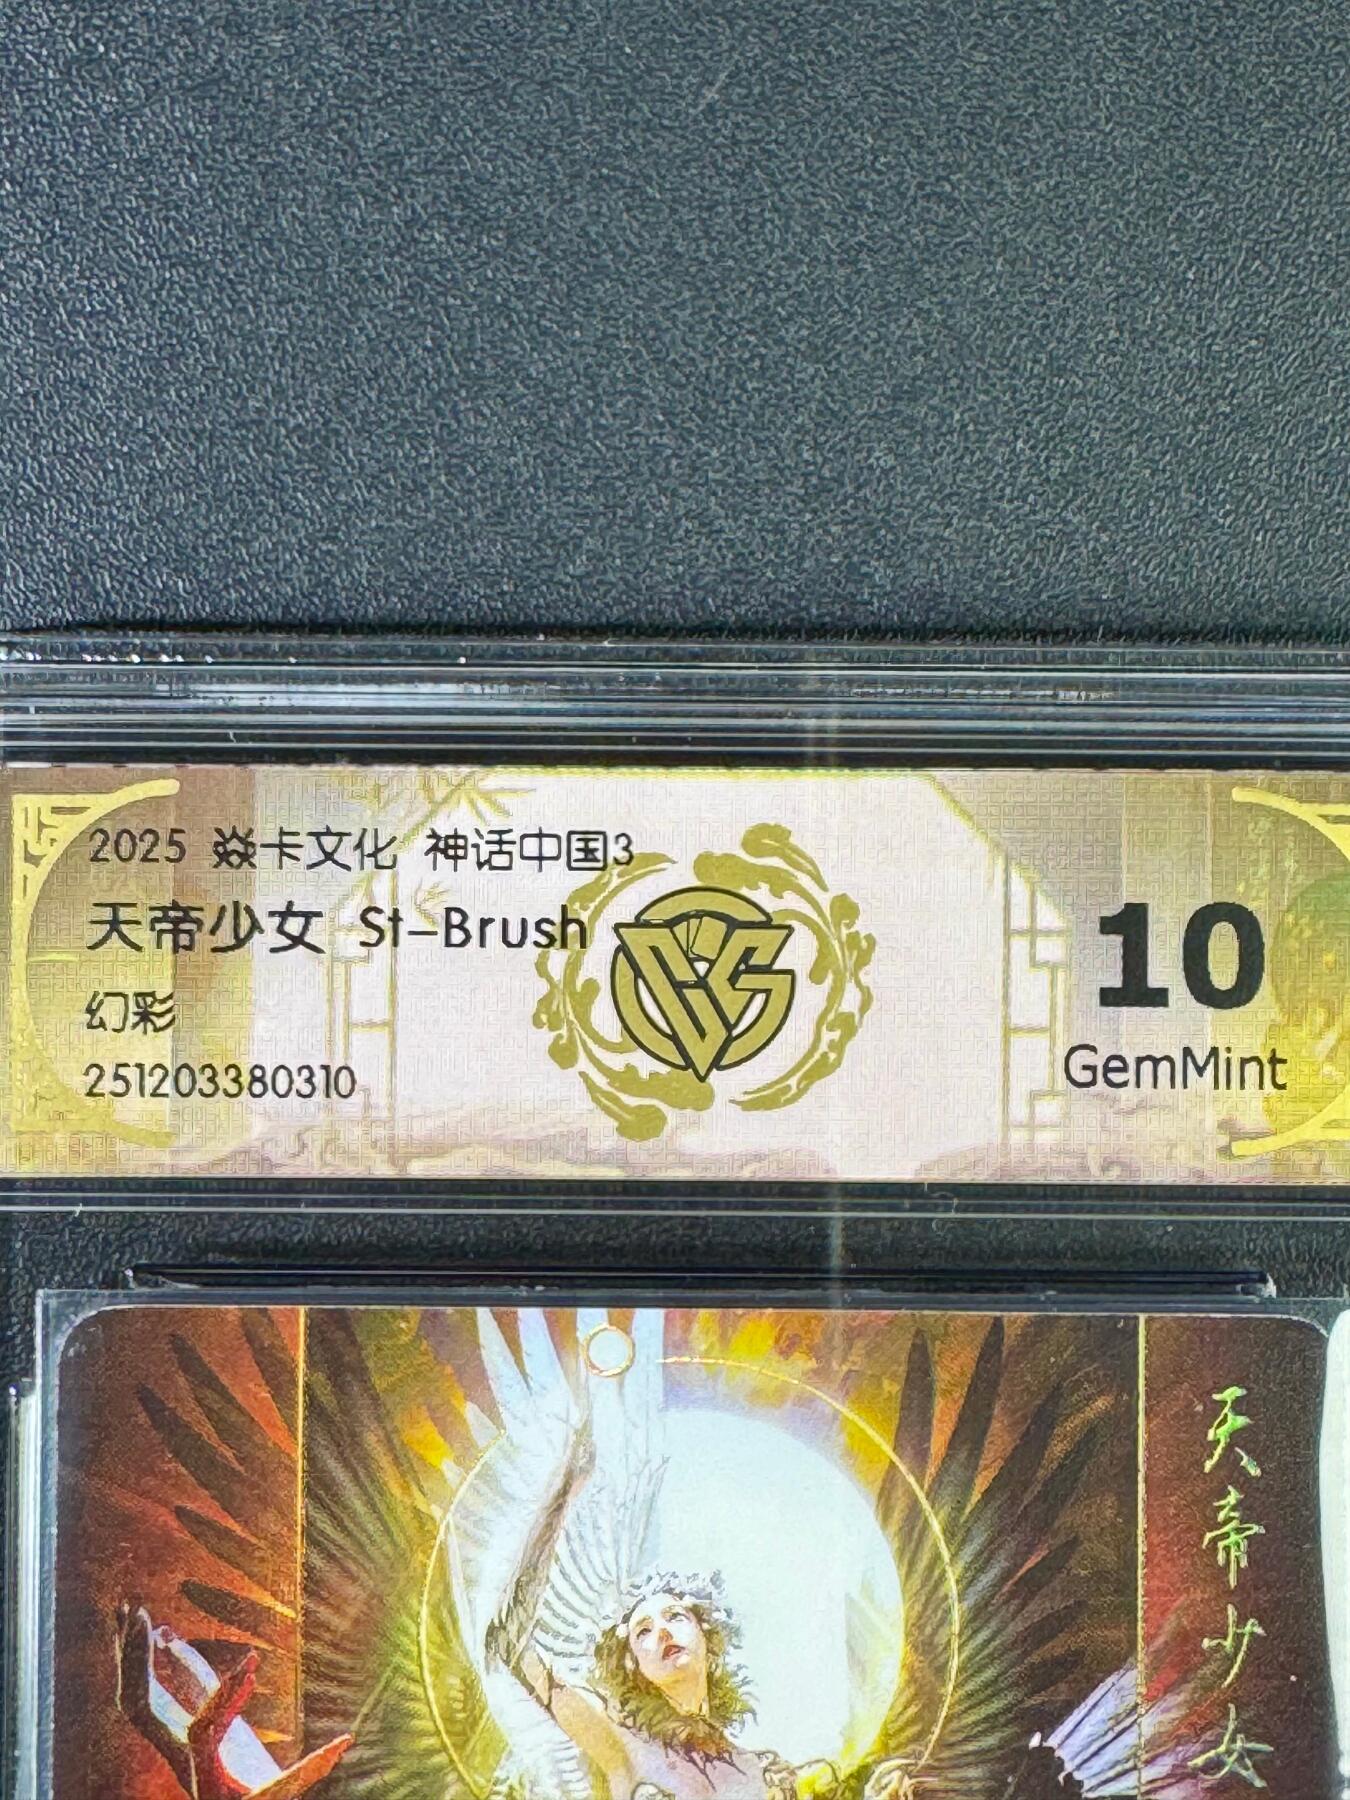 2025 焱卡文化 神话中国3
天帝少女 St-Brush
幻彩
251203380310
10
GemMint
天帝少女